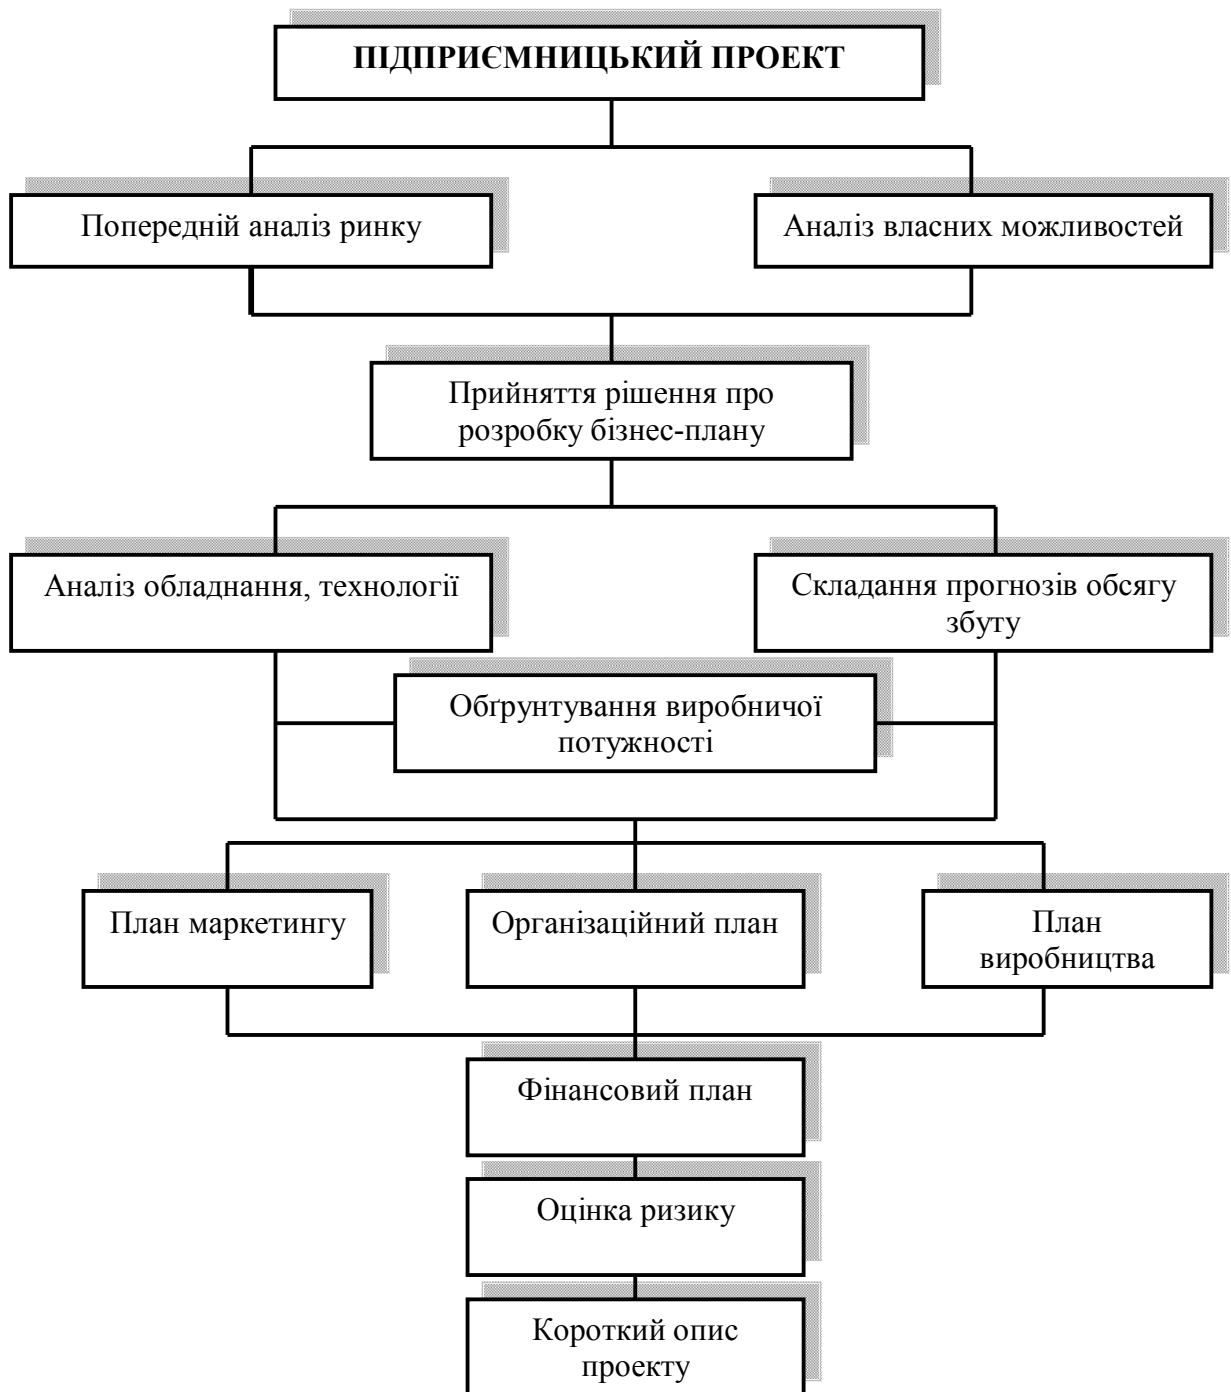 ПІДПРИЄМНИЦЬКИЙ ПРОЕКТ
Попередній аналіз ринку
Аналіз власних можливостей
Прийняття рішення про
розробку бізнес-плану
Аналіз обладнання, технології
Складання прогнозів обсягу
збуту
Обґрунтування виробничої
потужності
План маркетингу
Організаційний план
План
виробництва
Фінансовий план
Оцінка ризику
Короткий опис
проекту